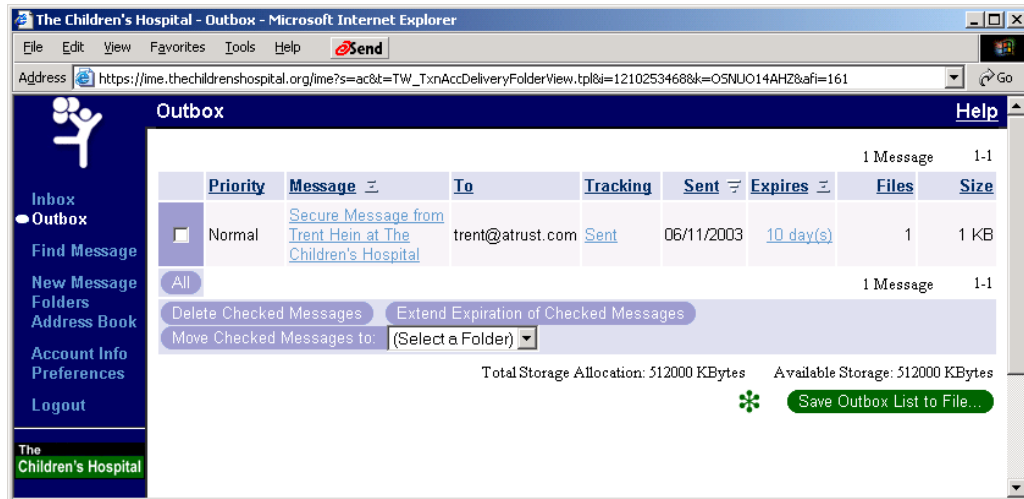 The Children's Hospital - Outbox - Microsoft Internet Explorer
File Edit View Favorites Tools Help Send
Address https://ime.thechildrenshospital.org/ime?s=ac&t=TW_TxnAccDeliveryFolderView.tpl&i=1210253468&k=O5NUO14AHZ&afi=161 Go
Outbox Help
Inbox
Outbox
Find Message
New Message
Folders
Address Book
Account Info
Preferences
Logout
The
Children's Hospital
1 Message 1-1
Priority Message To Tracking Sent Expires Files Size
Normal Secure Message from Trent Hein at The Children's Hospital trent@atrust.com Sent 06/11/2003 10 day(s) 1 1 KB
All 1 Message 1-1
Delete Checked Messages Extend Expiration of Checked Messages
Move Checked Messages to: (Select a Folder)
Total Storage Allocation: 512000 KBytes Available Storage: 512000 KBytes
Save Outbox List to File...